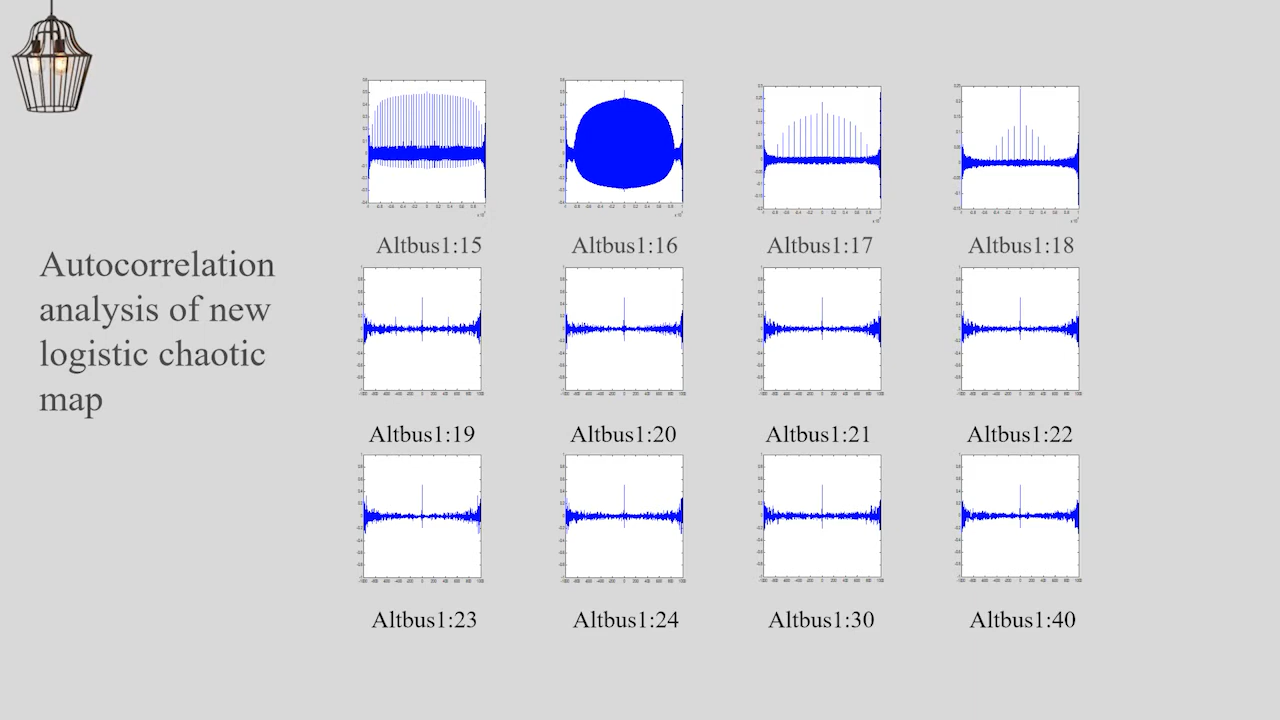 Autocorrelation
analysis of new
logistic chaotic
map
Altbus1:15
Altbus1:16
Altbus1:17
Altbus1:18
Altbus1:19
Altbus1:20
Altbus1:21
Altbus1:22
Altbus1:23
Altbus1:24
Altbus1:30
Altbus1:40